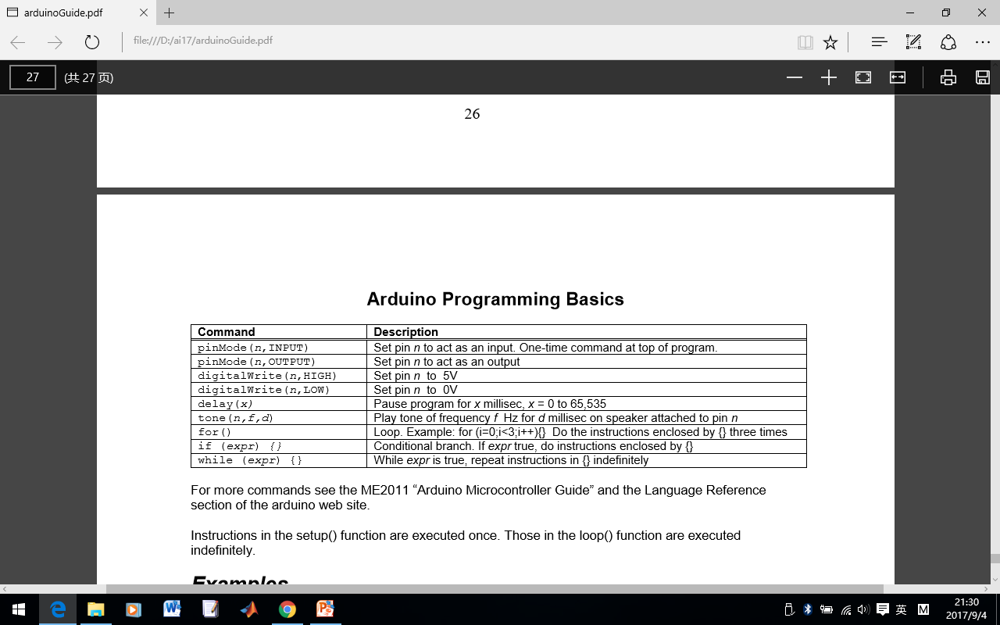 arduinoGuide.pdf
file:///D:/ai17/arduinoGuide.pdf
27 (共 27 页)
26
Arduino Programming Basics
Command Description
pinMode(n,INPUT) Set pin n to act as an input. One-time command at top of program.
pinMode(n,OUTPUT) Set pin n to act as an output
digitalWrite(n,HIGH) Set pin n to 5V
digitalWrite(n,LOW) Set pin n to 0V
delay(x) Pause program for x millisec, x = 0 to 65,535
tone(n,f,d) Play tone of frequency f Hz for d millisec on speaker attached to pin n
for() Loop. Example: for (i=0;i<3;i++){} Do the instructions enclosed by {} three times
if (expr) {} Conditional branch. If expr true, do instructions enclosed by {}
while (expr) {} While expr is true, repeat instructions in {} indefinitely
For more commands see the ME2011 “Arduino Microcontroller Guide” and the Language Reference
section of the arduino web site.
Instructions in the setup() function are executed once. Those in the loop() function are executed
indefinitely.
Examples
英 M
21:30
2017/9/4